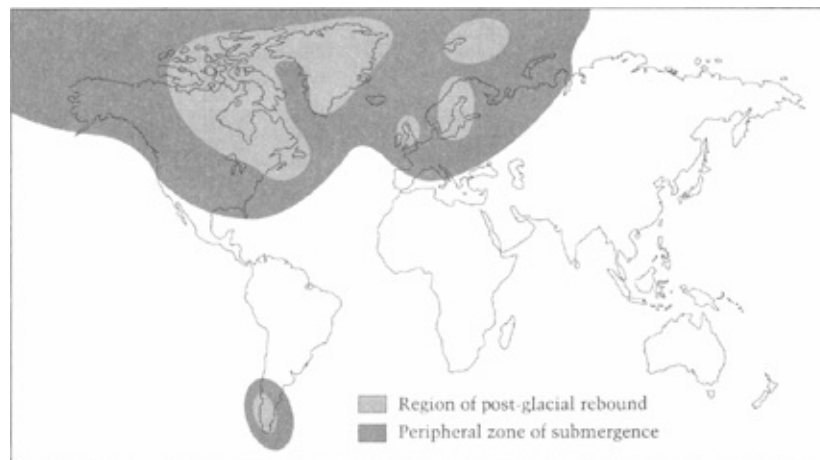 Region of post-glacial rebound
Peripheral zone of submergence